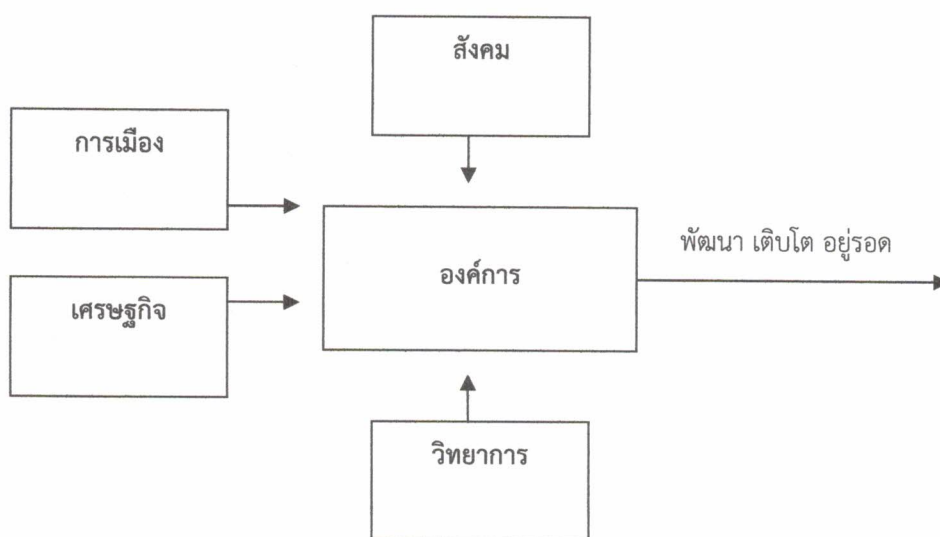 สังคม
การเมือง
องค์การ
พัฒนา เติบโต อยู่รอด
เศรษฐกิจ
วิทยาการ